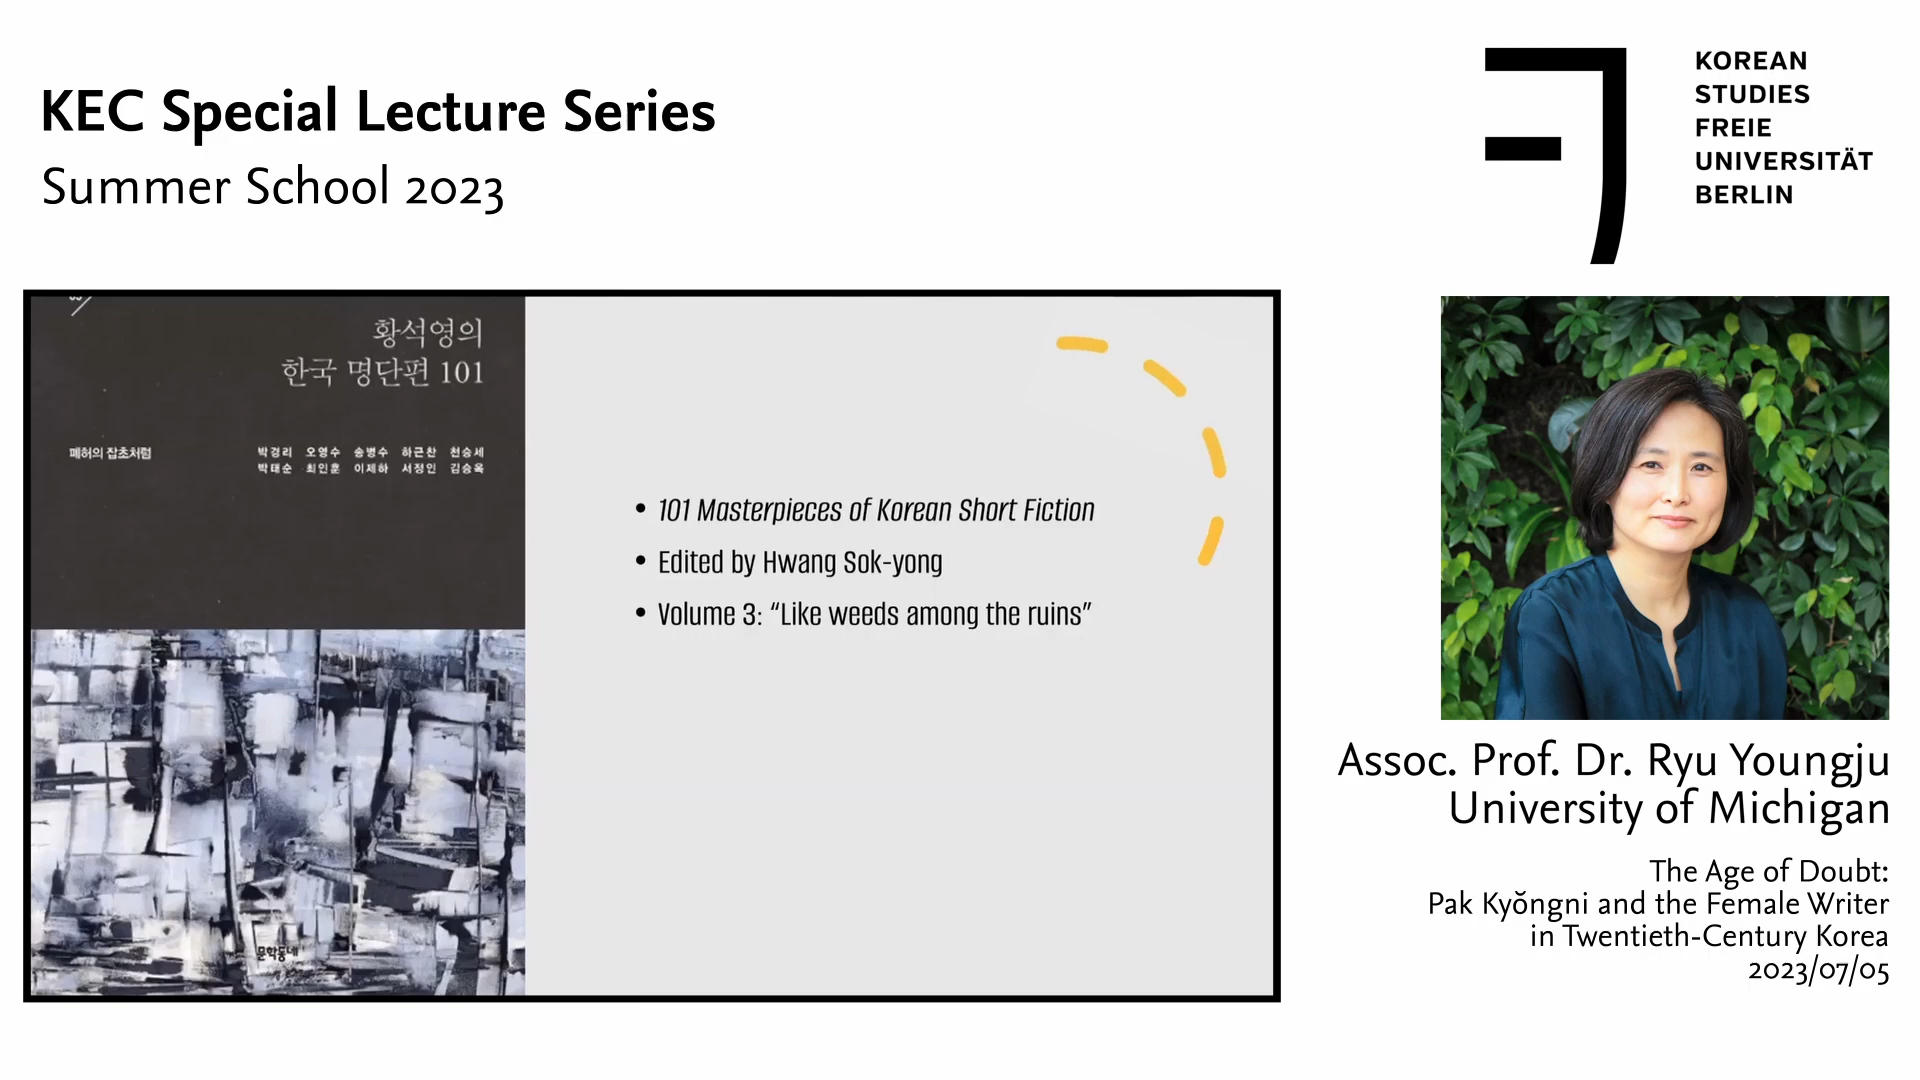 KEC Special Lecture Series
Summer School 2023
KOREAN
STUDIES
FREIE
UNIVERSITÄT
BERLIN
황석영의
한국 명단편 101
폐허의 잡초처럼
박경리 오영수 송병수 하근찬 천승세
박태순 최인훈 이제하 서정인 김승옥
문학동네
• 101 Masterpieces of Korean Short Fiction
• Edited by Hwang Sok-yong
• Volume 3: “Like weeds among the ruins”
Assoc. Prof. Dr. Ryu Youngju
University of Michigan
The Age of Doubt:
Pak Kyŏngni and the Female Writer
in Twentieth-Century Korea
2023/07/05